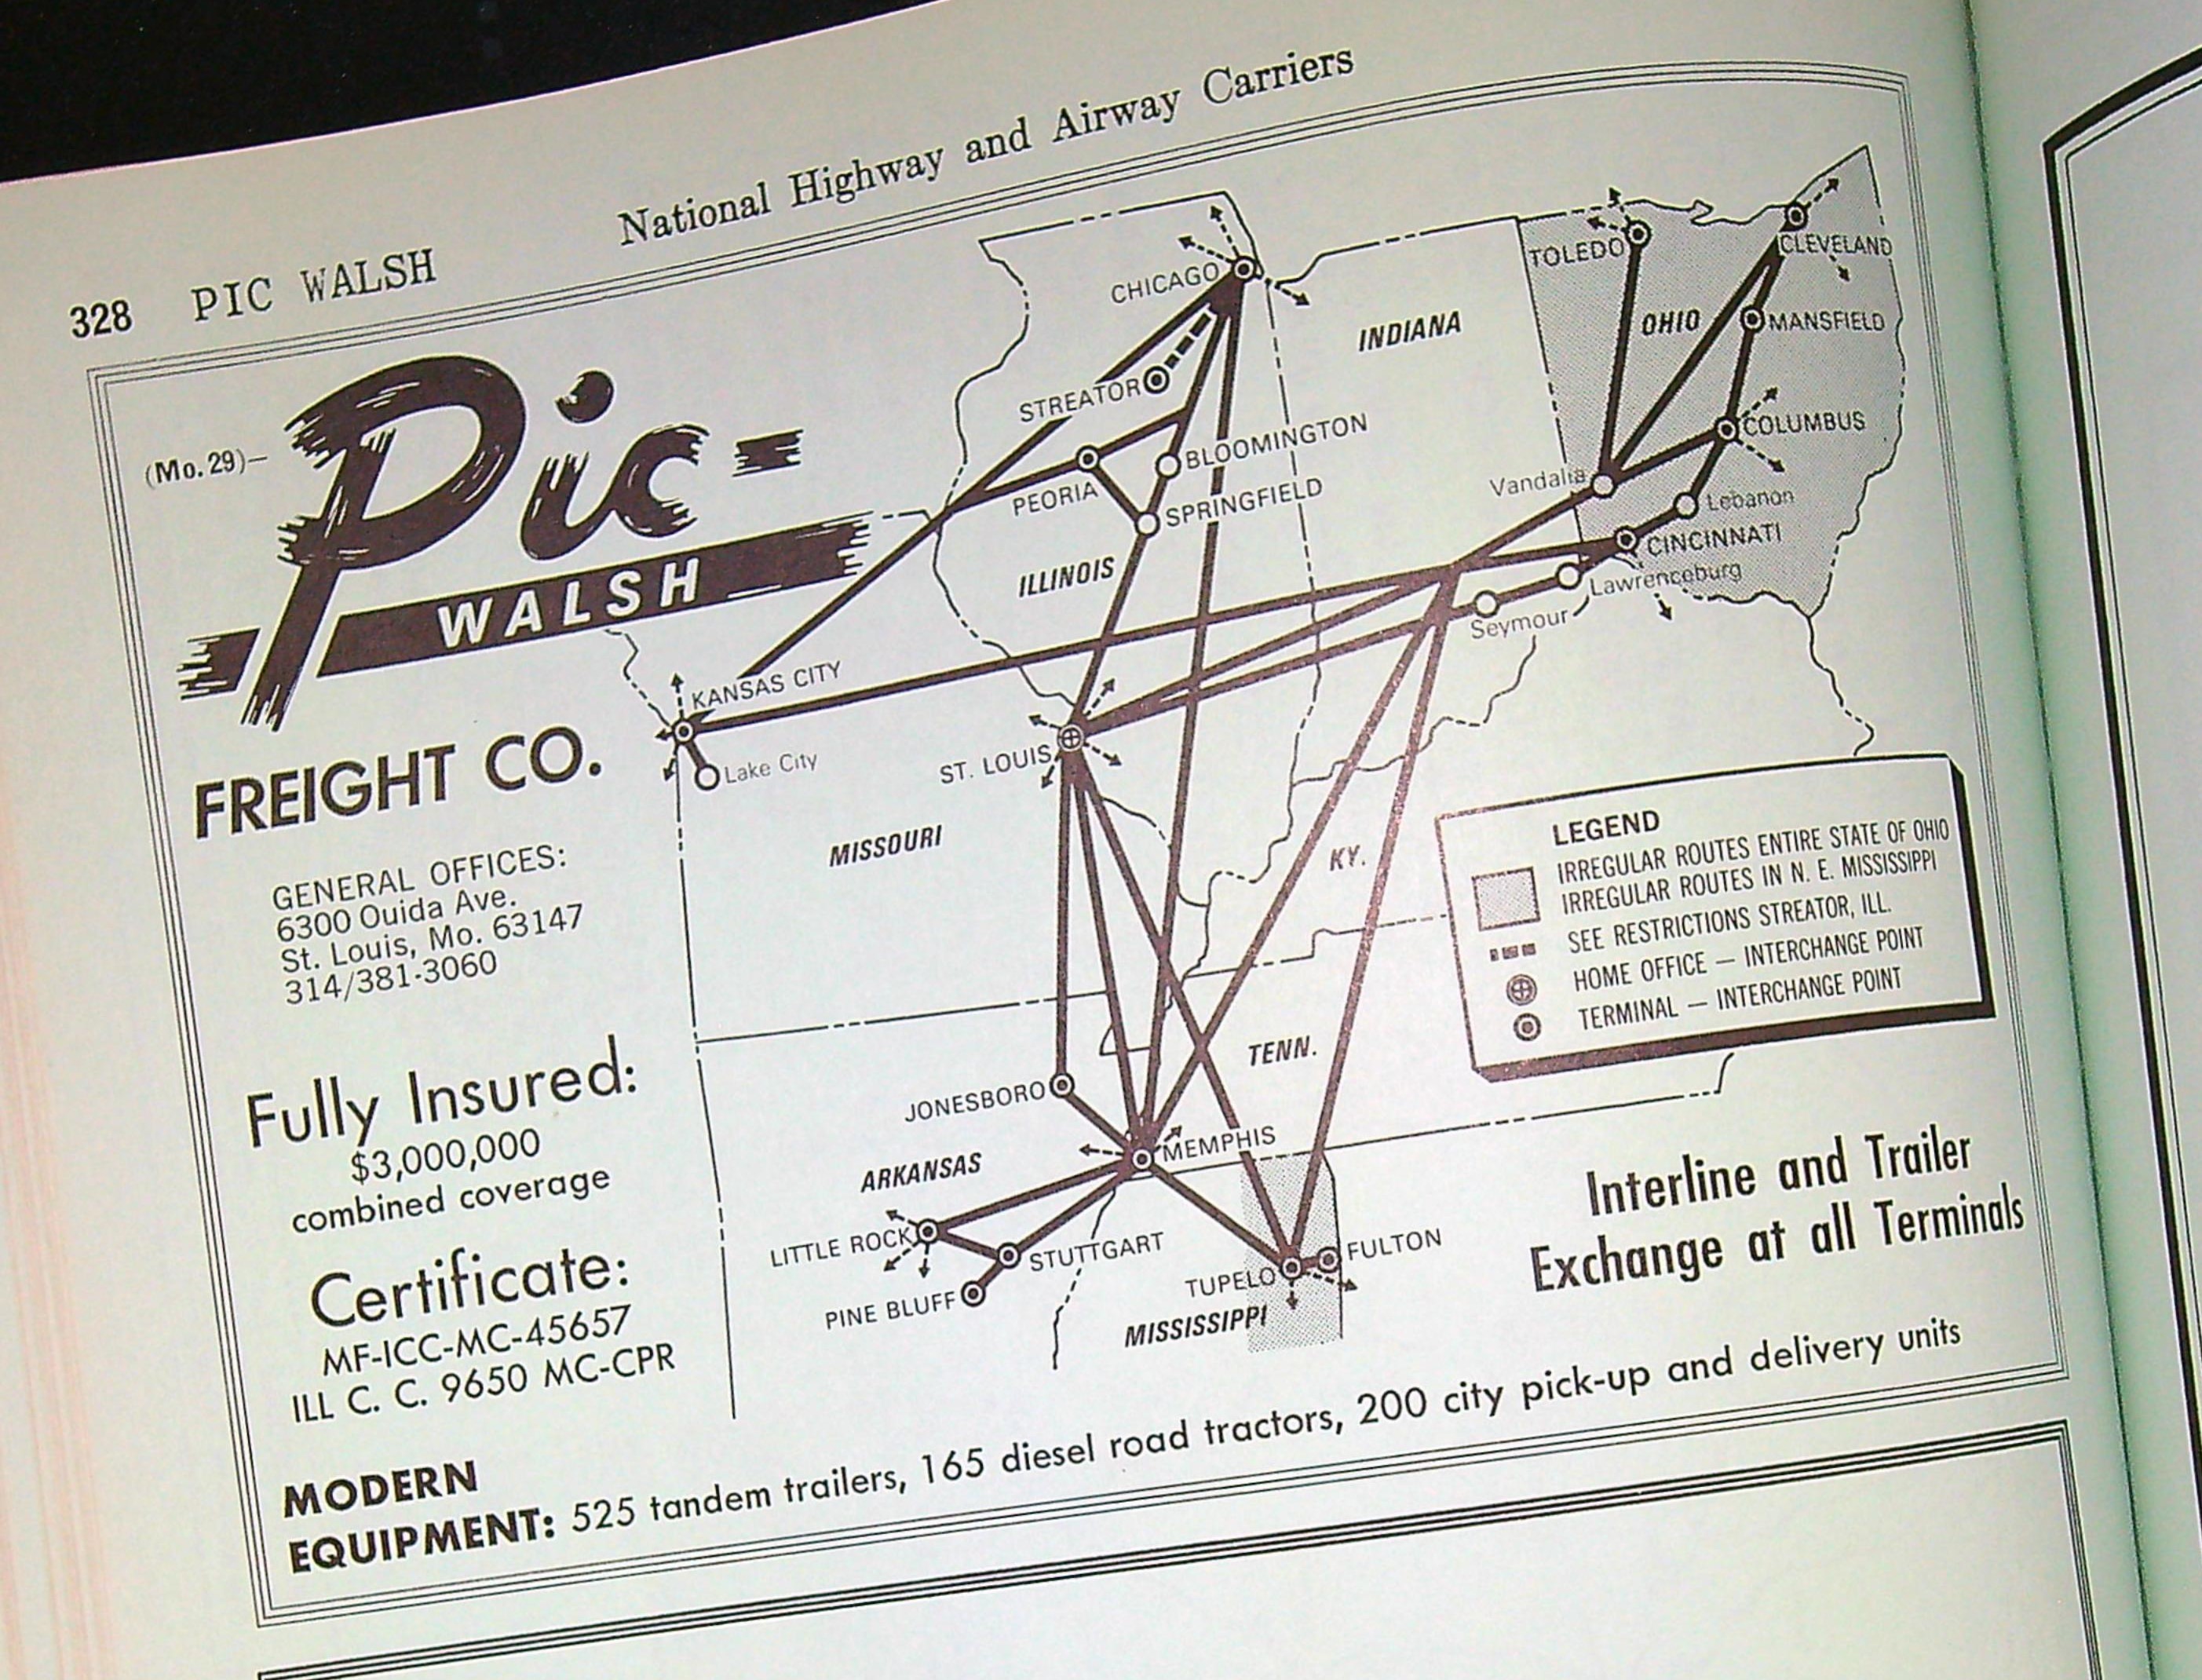 National Highway and Airway Carriers
328 PIC WALSH
(Mo. 29)—
Pic-
WALSH
FREIGHT CO.
GENERAL OFFICES:
6300 Ouida Ave.
St. Louis, Mo. 63147
314/381-3060
Fully Insured:
$3,000,000
combined coverage
Certificate:
MF-ICC-MC-45657
ILL C. C. 9650 MC-CPR
CHICAGO
INDIANA
TOLEDO
CLEVELAND
OHIO
MANSFIELD
STREATOR
BLOOMINGTON
COLUMBUS
PEORIA
SPRINGFIELD
Vandalia
Lebanon
CINCINNATI
ILLINOIS
Lawrenceburg
Seymour
KANSAS CITY
Lake City
ST. LOUIS
MISSOURI
KY.
LEGEND
IRREGULAR ROUTES ENTIRE STATE OF OHIO
IRREGULAR ROUTES IN N. E. MISSISSIPPI
SEE RESTRICTIONS STREATOR, ILL.
HOME OFFICE — INTERCHANGE POINT
TERMINAL — INTERCHANGE POINT
TENN.
JONESBORO
MEMPHIS
ARKANSAS
LITTLE ROCK
STUTTGART
PINE BLUFF
TUPELO
FULTON
MISSISSIPPI
Interline and Trailer
Exchange at all Terminals
MODERN
EQUIPMENT: 525 tandem trailers, 165 diesel road tractors, 200 city pick-up and delivery units